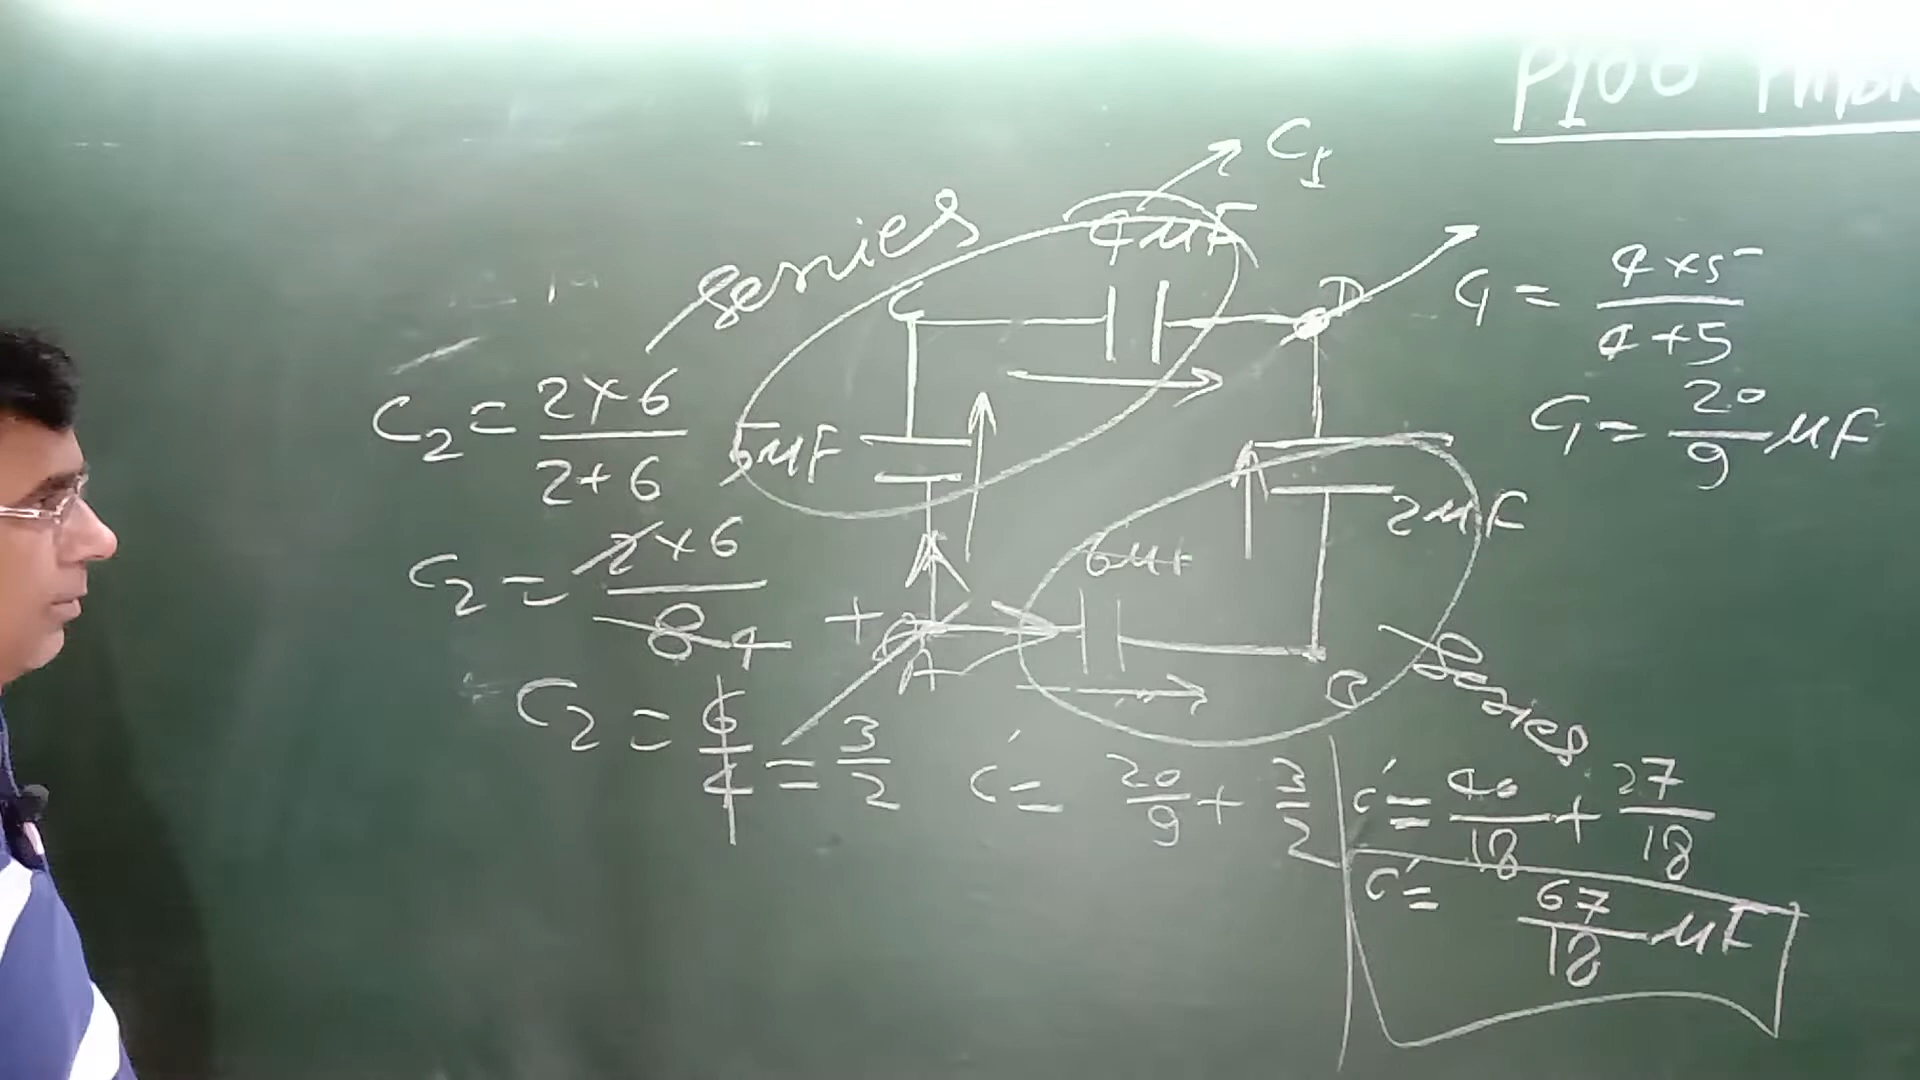 P100
C₁
series
4μF
C
D
C₁ = 4×5/4+5
C₁ = 20/9 μF
C₂ = 2×6/2+6
5μF
2μF
C₂ = 2×6/8 4
6μF
+
A
B
series
C₂ = 6/4 = 3/2
C' = 20/9 + 3/2
C' = 40/18 + 27/18
C' = 67/18 μF